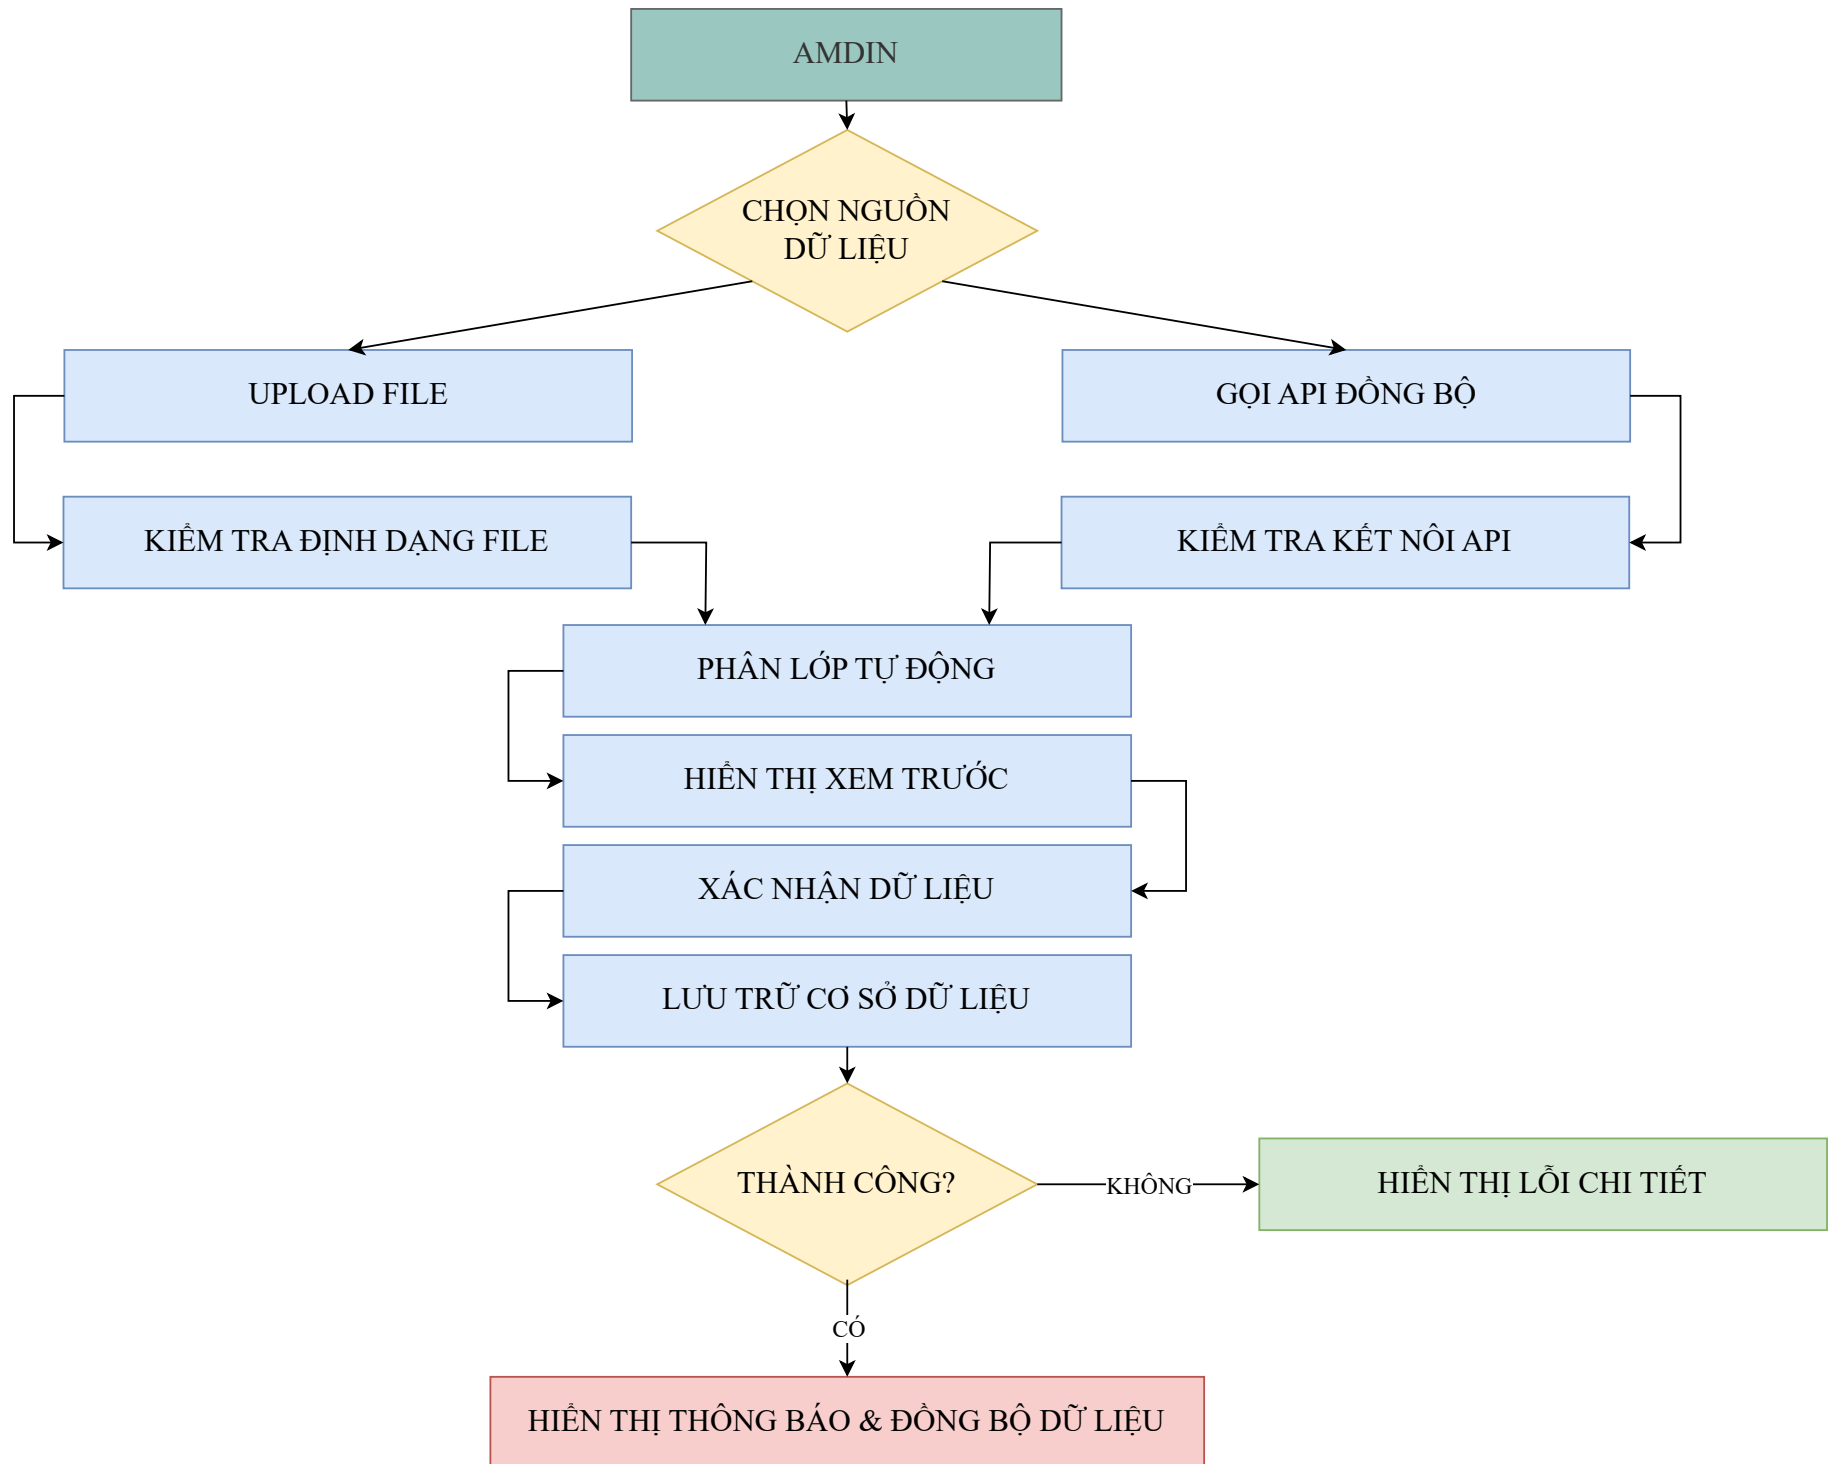 AMDIN
CHỌN NGUỒN
DỮ LIỆU
UPLOAD FILE
GỌI API ĐỒNG BỘ
KIỂM TRA ĐỊNH DẠNG FILE
KIỂM TRA KẾT NÔI API
PHÂN LỚP TỰ ĐỘNG
HIỂN THỊ XEM TRƯỚC
XÁC NHẬN DỮ LIỆU
LƯU TRỮ CƠ SỞ DỮ LIỆU
THÀNH CÔNG?
KHÔNG
HIỂN THỊ LỖI CHI TIẾT
CÓ
HIỂN THỊ THÔNG BÁO & ĐỒNG BỘ DỮ LIỆU